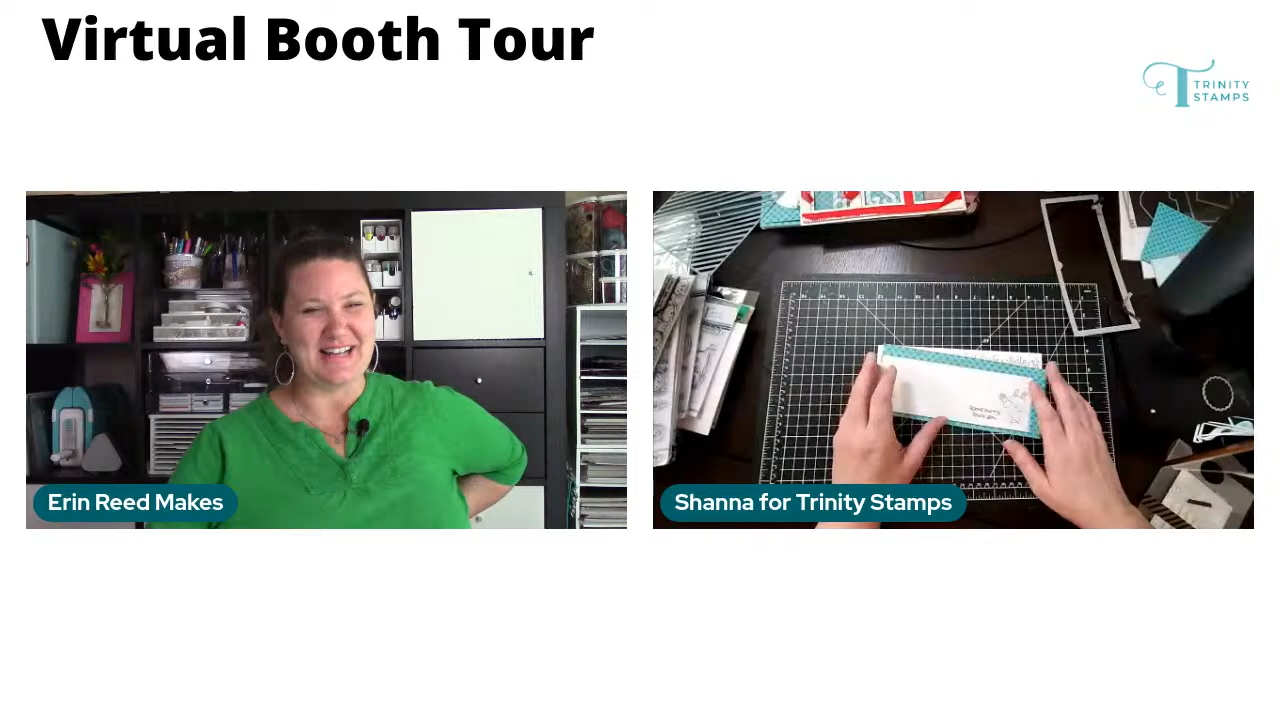 Virtual Booth Tour
TRINITY
STAMPS
Erin Reed Makes
Shanna for Trinity Stamps